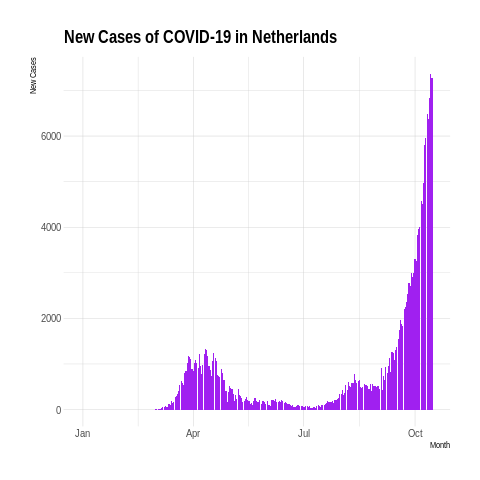 New Cases of COVID-19 in Netherlands
New Cases
6000
4000
2000
0
Jan Apr Jul Oct
Month